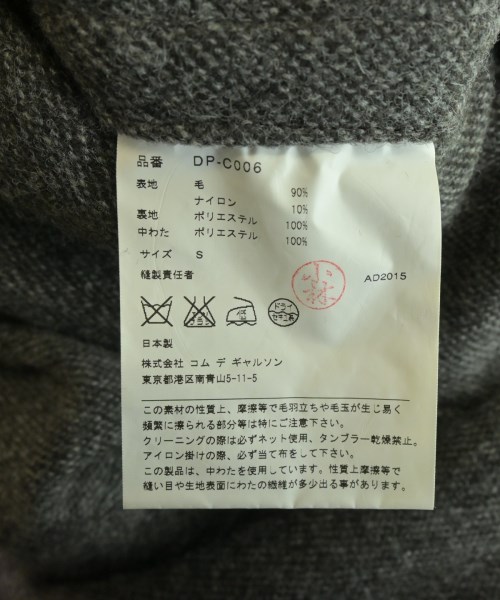 品番 DP-C006
表地 毛 90%
ナイロン 10%
裏地 ポリエステル 100%
中わた ポリエステル 100%
サイズ S
縫製責任者 小林 AD2015
ドライ
セキユ系
日本製
株式会社 コム デ ギャルソン
東京都港区南青山5-11-5
この素材の性質上、摩擦等で毛羽立ちや毛玉が生じ易く
頻繁に擦られる部分等は特にご注意下さい。
クリーニングの際は必ずネット使用、タンブラー乾燥禁止。
アイロン掛けの際、必ず当て布をして下さい。
この製品は、中わたを使用しています。性質上摩擦等で
縫い目や生地表面にわたの繊維が多少出る事があります。